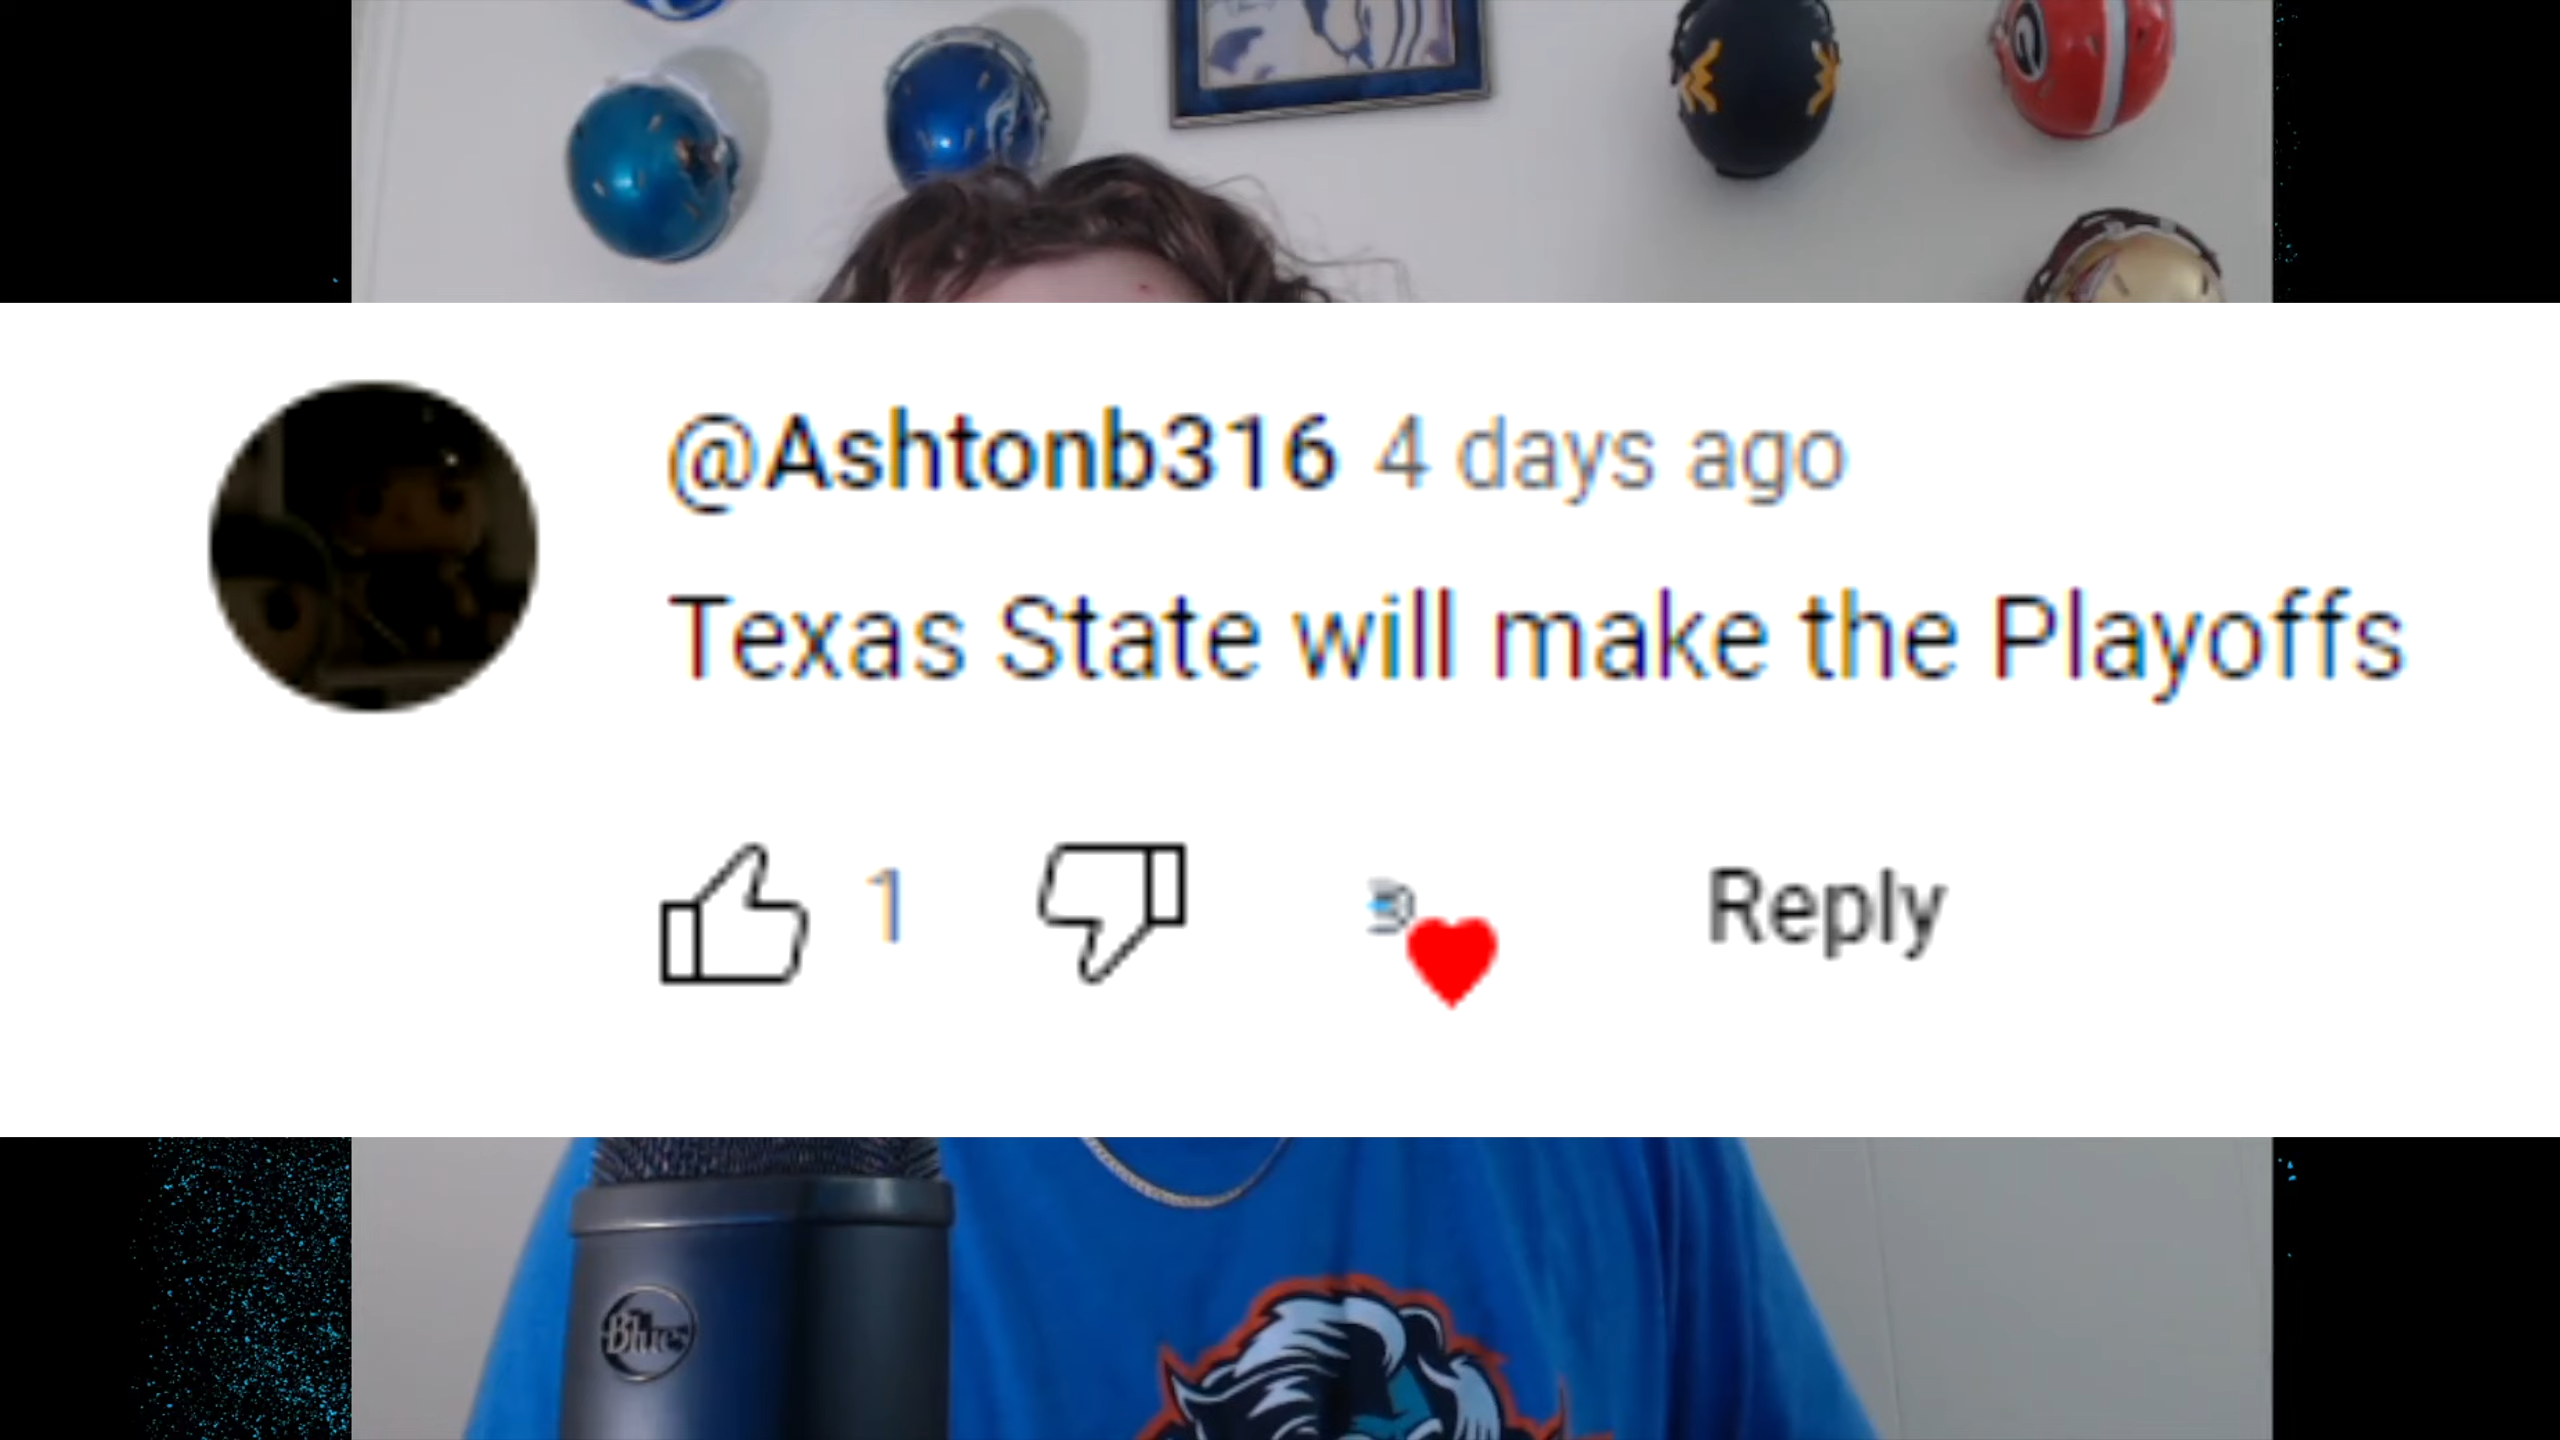 @Ashtonb316 4 days ago
Texas State will make the Playoffs
1
Reply
Blue